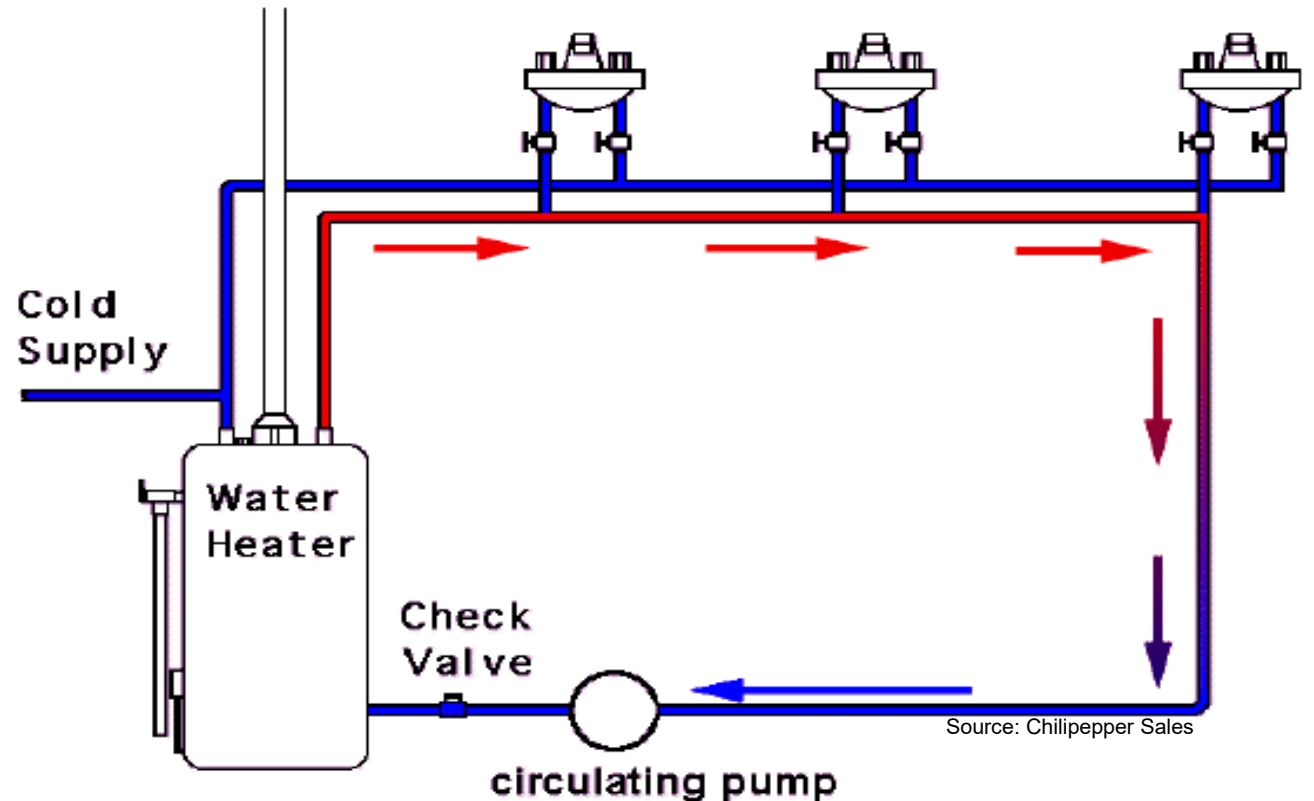 Cold
Supply
Water
Heater
Check
Valve
Source: Chilipepper Sales
circulating pump